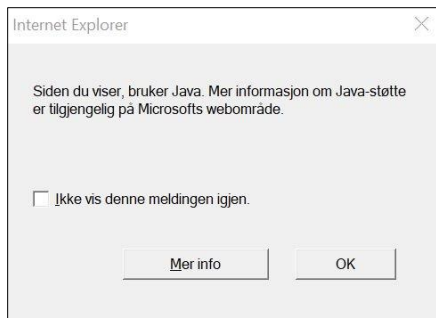 Internet Explorer
Siden du viser, bruker Java. Mer informasjon om Java-støtte
er tilgjengelig på Microsofts webområde.
Ikke vis denne meldingen igjen.
Mer info
OK